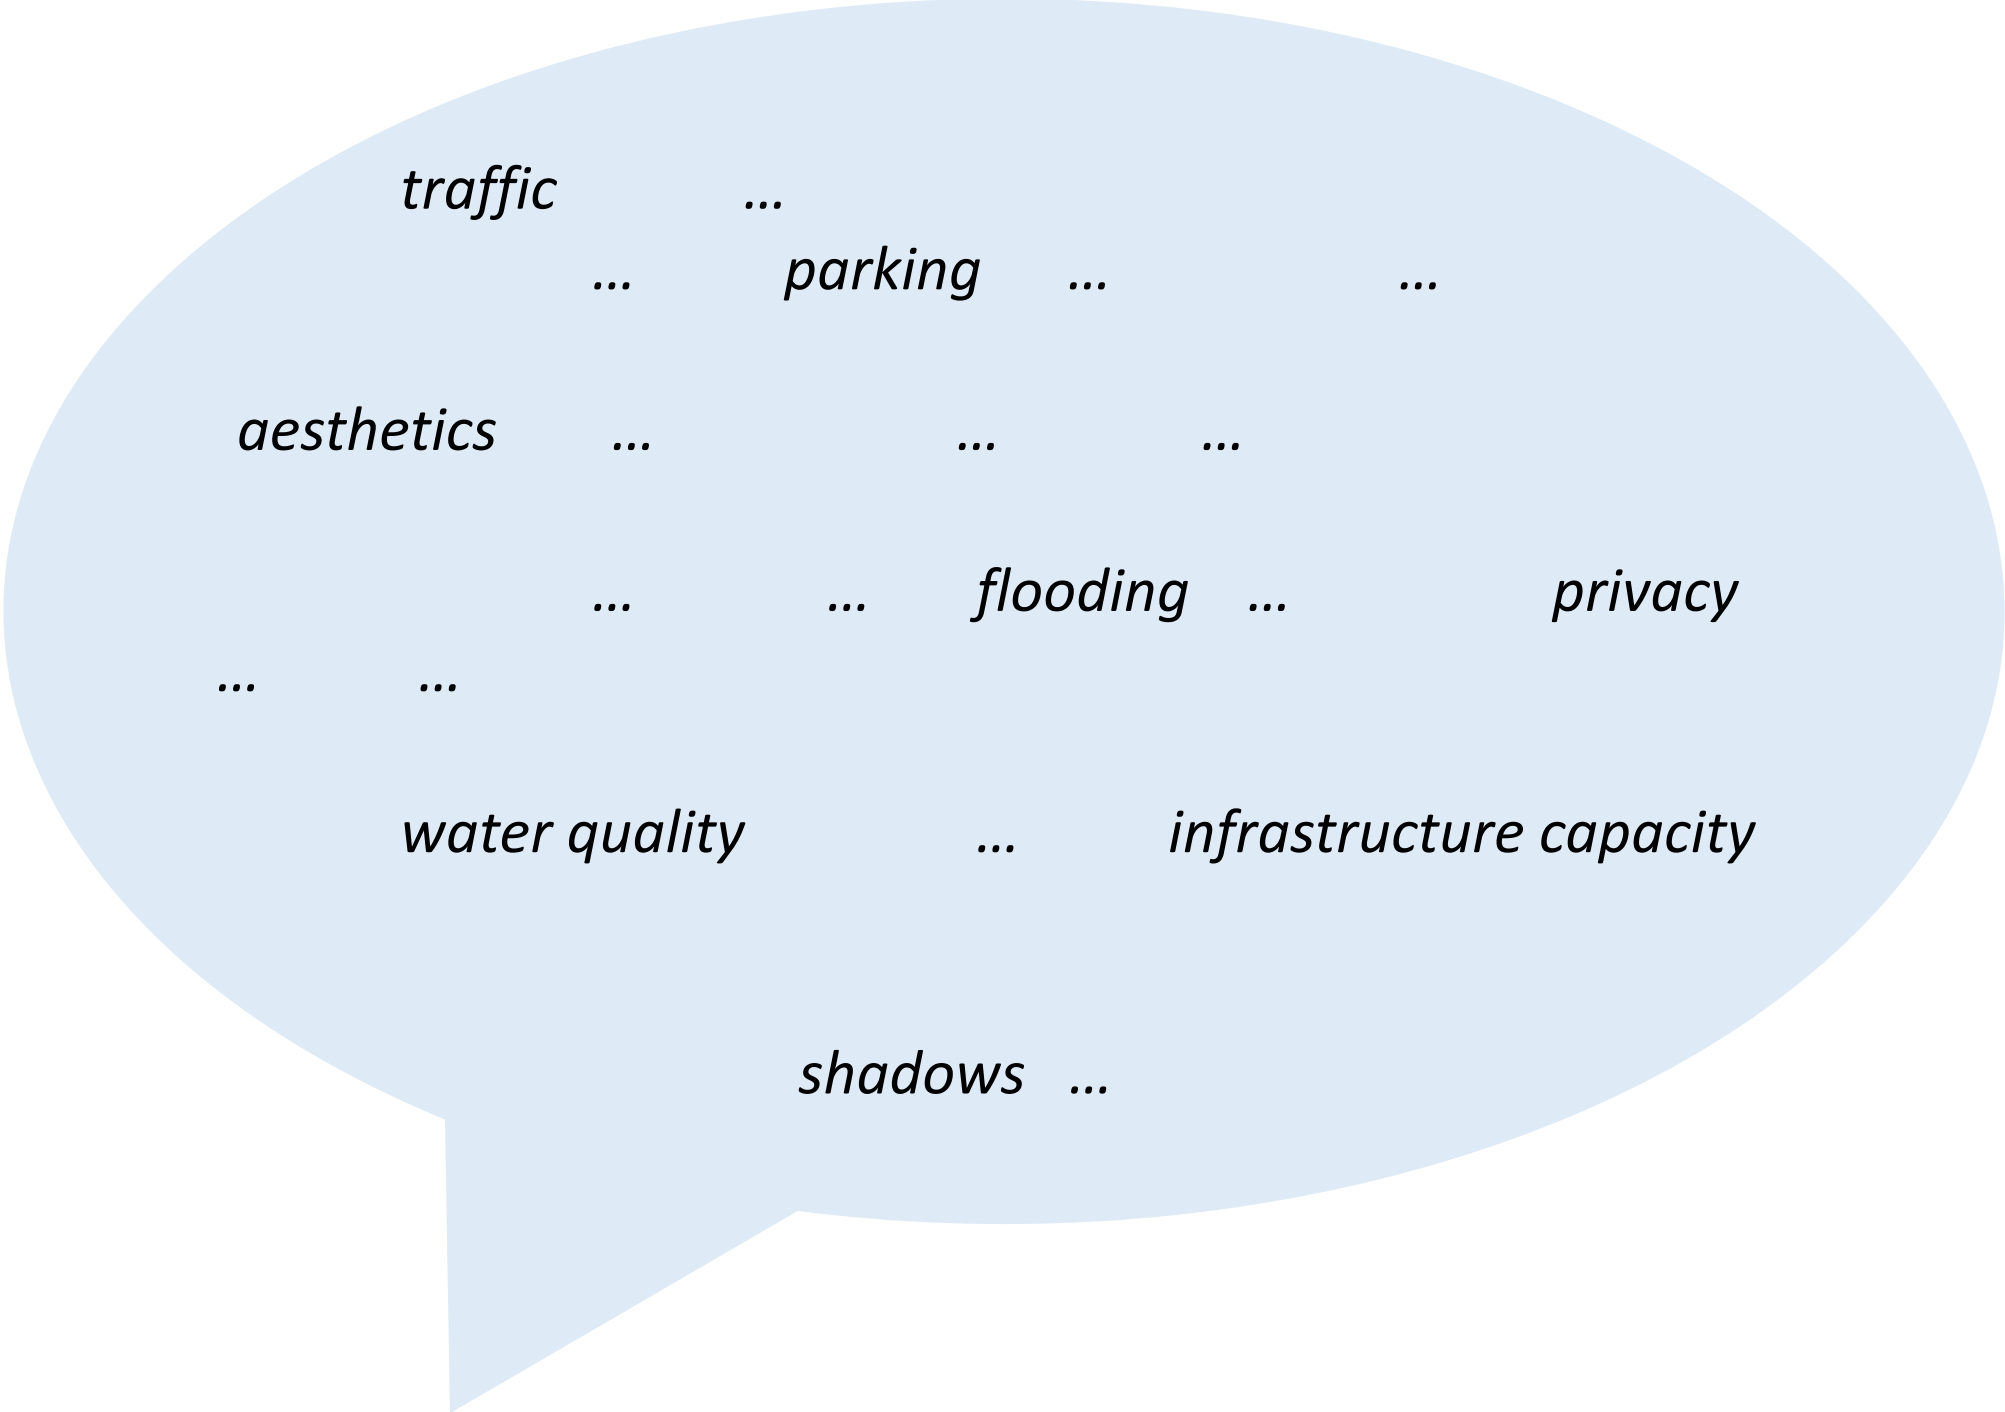 traffic …
… parking … …
aesthetics … … …
… … flooding … privacy
… …
water quality … infrastructure capacity
shadows …